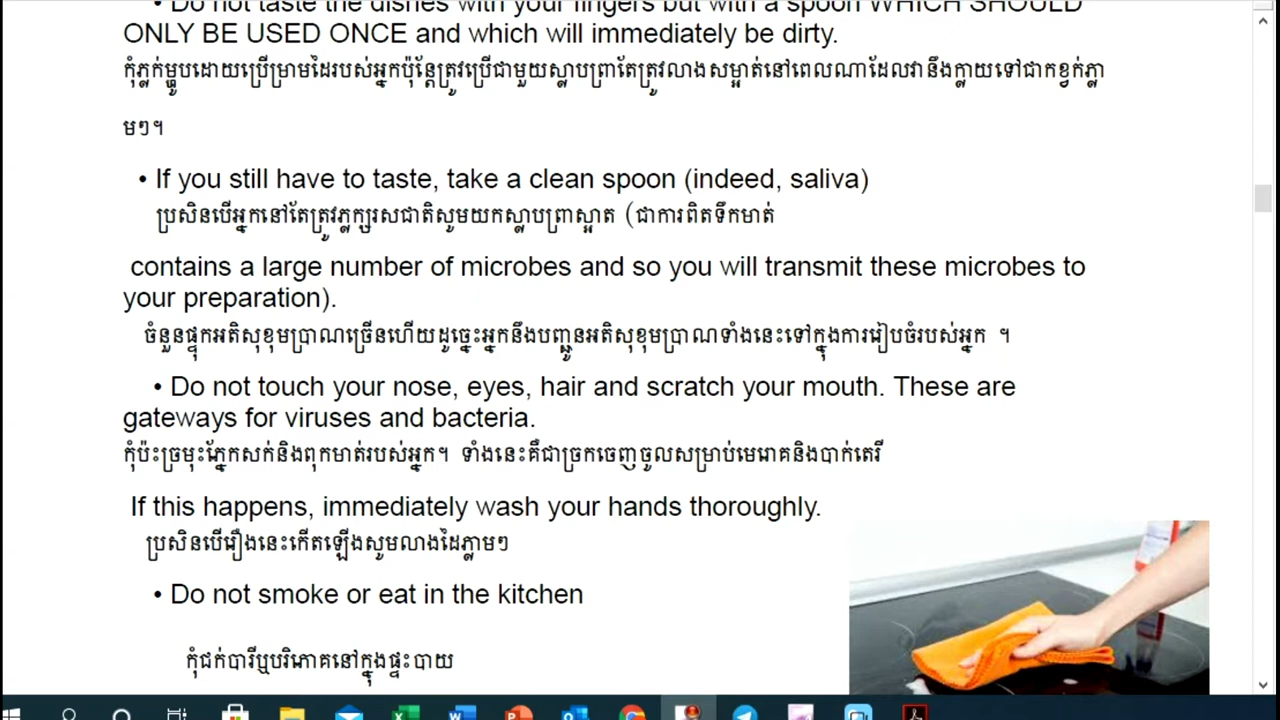 • Do not taste the dishes with your fingers but with a spoon WHICH SHOULD
ONLY BE USED ONCE and which will immediately be dirty.
កុំភ្លក់ម្ហូបដោយប្រើម្រាមដៃរបស់អ្នកប៉ុន្តែត្រូវប្រើជាមួយស្លាបព្រាតែត្រូវលាងសម្អាត់នៅពេលណាដែលវានឹងក្លាយទៅជាកខ្វក់ភ្លា
មៗ។
• If you still have to taste, take a clean spoon (indeed, saliva)
ប្រសិនបើអ្នកនៅតែត្រូវភ្លក្សរសជាតិសូមយកស្លាបព្រាស្អាត (ជាការពិតទឹកមាត់
contains a large number of microbes and so you will transmit these microbes to
your preparation).
ចំនួនផ្ទុកអតិសុខុមប្រាណច្រើនហើយដូច្នេះអ្នកនឹងបញ្ជូនអតិសុខុមប្រាណទាំងនេះទៅក្នុងការរៀបចំរបស់អ្នក ។
• Do not touch your nose, eyes, hair and scratch your mouth. These are
gateways for viruses and bacteria.
កុំប៉ះច្រមុះភ្នែកសក់និងពុកមាត់របស់អ្នក។ ទាំងនេះគឺជាច្រកចេញចូលសម្រាប់មេរោគនិងបាក់តេរី
If this happens, immediately wash your hands thoroughly.
ប្រសិនបើរឿងនេះកើតឡើងសូមលាងដៃភ្លាមៗ
• Do not smoke or eat in the kitchen
កុំជក់បារីឬបរិភោគនៅក្នុងផ្ទះបាយ